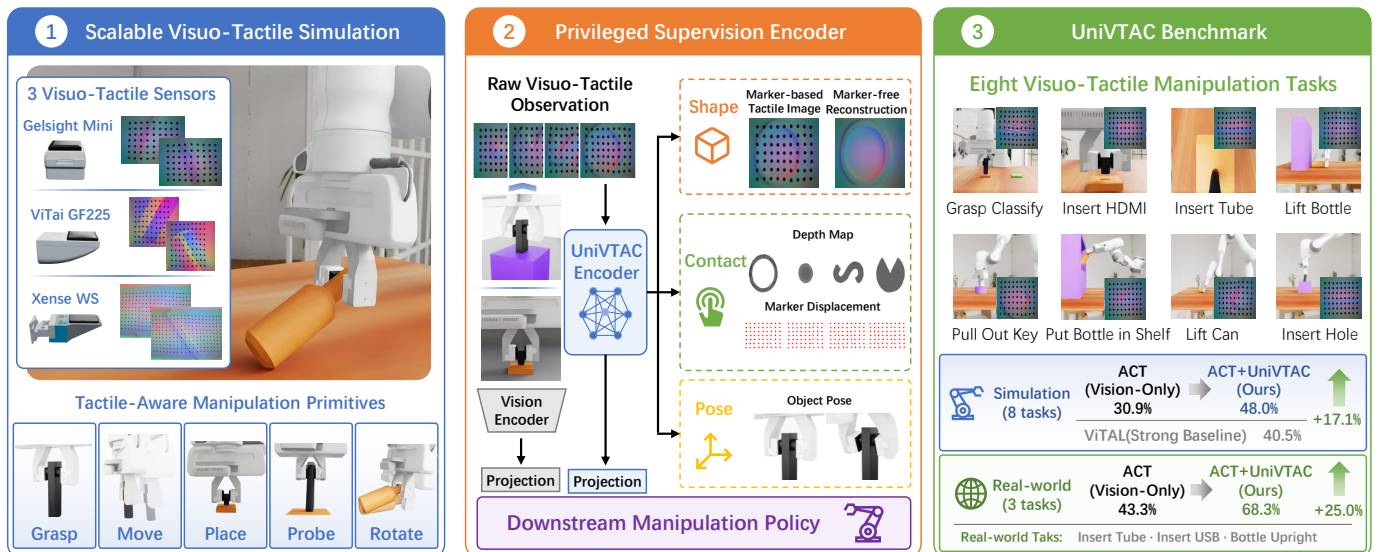 1 Scalable Visuo-Tactile Simulation
3 Visuo-Tactile Sensors
Gelsight Mini
ViTai GF225
Xense WS
Tactile-Aware Manipulation Primitives
Grasp
Move
Place
Probe
Rotate
2 Privileged Supervision Encoder
Raw Visuo-Tactile
Observation
UniVTAC
Encoder
Vision
Encoder
Projection
Projection
Shape
Marker-based
Tactile Image
Marker-free
Reconstruction
Contact
Depth Map
Marker Displacement
Pose
Object Pose
Downstream Manipulation Policy
3 UniVTAC Benchmark
Eight Visuo-Tactile Manipulation Tasks
Grasp Classify
Insert HDMI
Insert Tube
Lift Bottle
Pull Out Key
Put Bottle in Shelf
Lift Can
Insert Hole
Simulation
(8 tasks)
ACT
(Vision-Only)
30.9%
ACT+UniVTAC
(Ours)
48.0%
+17.1%
ViTAL(Strong Baseline) 40.5%
Real-world
(3 tasks)
ACT
(Vision-Only)
43.3%
ACT+UniVTAC
(Ours)
68.3%
+25.0%
Real-world Taks: Insert Tube · Insert USB · Bottle Upright